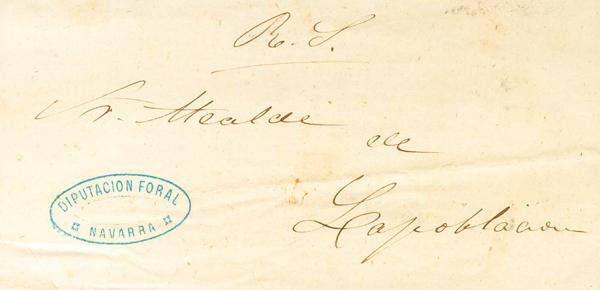 R. S.
Sr. Alcalde
de
DIPUTACION FORAL
NAVARRA
Lapoblacion